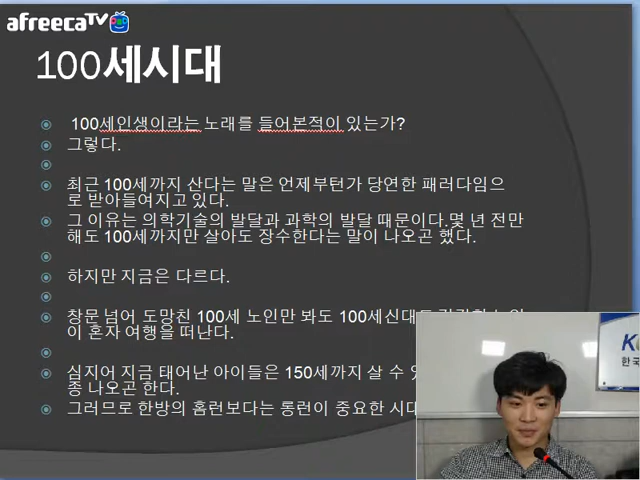 afreecaTV
100세시대
100세인생이라는 노래를 들어본적이 있는가?
그렇다.
최근 100세까지 산다는 말은 언제부턴가 당연한 패러다임으
로 받아들여지고 있다.
그 이유는 의학기술의 발달과 과학의 발달 때문이다.몇 년 전만
해도 100세까지만 살아도 장수한다는 말이 나오곤 했다.
하지만 지금은 다르다.
창문 넘어 도망친 100세 노인만 봐도 100세신대도
이 혼자 여행을 떠난다.
심지어 지금 태어난 아이들은 150세까지 살 수
종 나오곤 한다.
그러므로 한방의 홈런보다는 롱런이 중요한 시대
한국